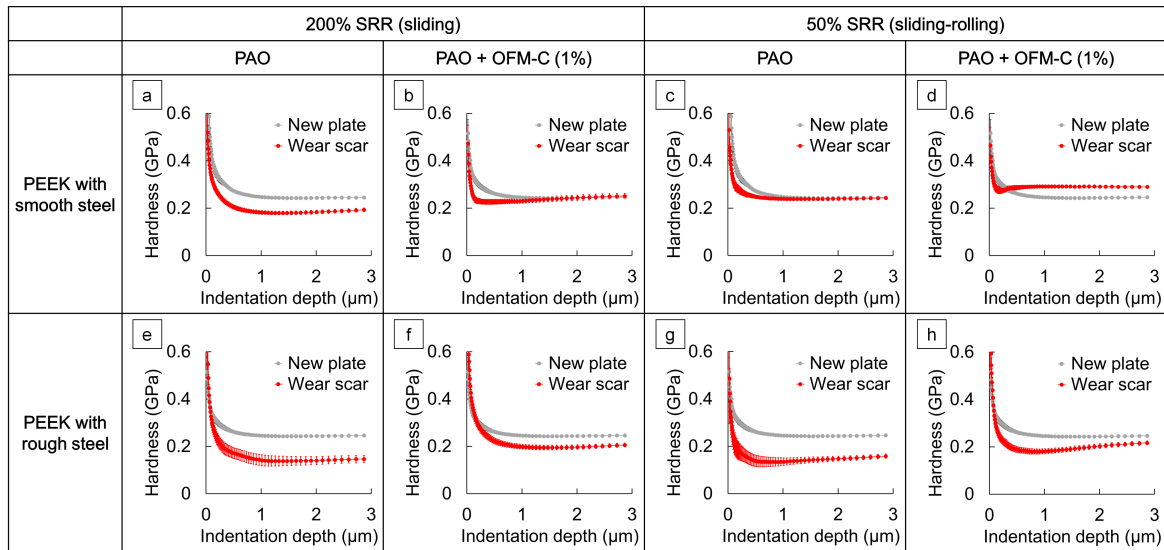 200% SRR (sliding)
50% SRR (sliding-rolling)
PAO
PAO + OFM-C (1%)
PAO
PAO + OFM-C (1%)
PEEK with
smooth steel
a
0.6
0.4
0.2
0
Hardness (GPa)
New plate
Wear scar
0 1 2 3
Indentation depth (µm)
b
0.6
0.4
0.2
0
Hardness (GPa)
New plate
Wear scar
0 1 2 3
Indentation depth (µm)
c
0.6
0.4
0.2
0
Hardness (GPa)
New plate
Wear scar
0 1 2 3
Indentation depth (µm)
d
0.6
0.4
0.2
0
Hardness (GPa)
New plate
Wear scar
0 1 2 3
Indentation depth (µm)
PEEK with
rough steel
e
0.6
0.4
0.2
0
Hardness (GPa)
New plate
Wear scar
0 1 2 3
Indentation depth (µm)
f
0.6
0.4
0.2
0
Hardness (GPa)
New plate
Wear scar
0 1 2 3
Indentation depth (µm)
g
0.6
0.4
0.2
0
Hardness (GPa)
New plate
Wear scar
0 1 2 3
Indentation depth (µm)
h
0.6
0.4
0.2
0
Hardness (GPa)
New plate
Wear scar
0 1 2 3
Indentation depth (µm)